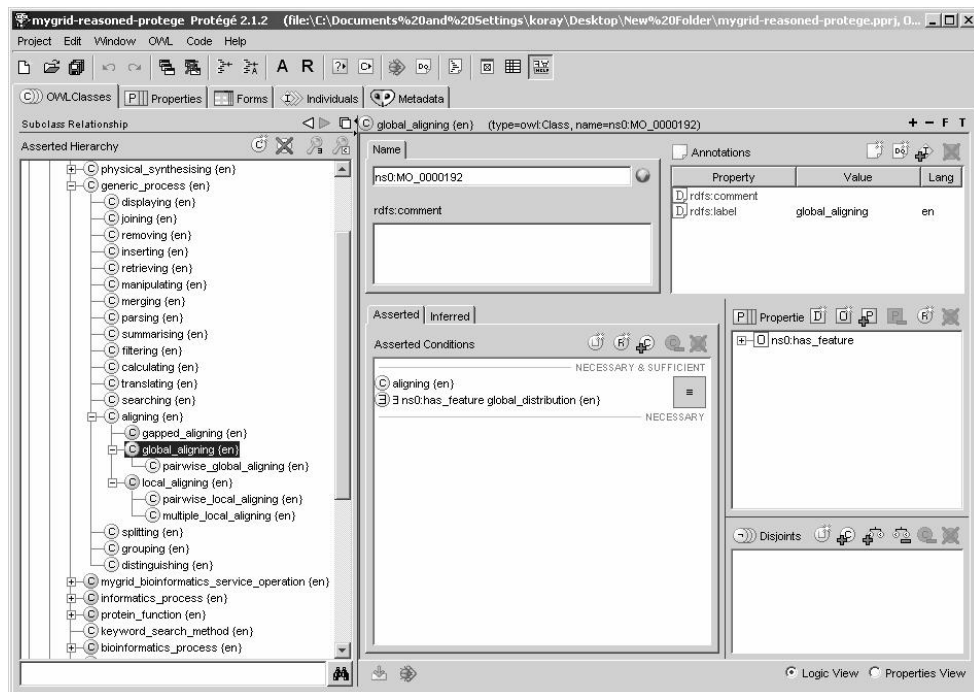 mygrid-reasoned-protege Protégé 2.1.2 (file:\C:\Documents%20and%20Settings\koray\Desktop\New%20Folder\mygrid-reasoned-protege.pprj, O...
Project Edit Window OWL Code Help
OWLClasses Properties Forms Individuals Metadata
Subclass Relationship
Asserted Hierarchy
physical_synthesising {en}
generic_process {en}
displaying {en}
joining {en}
removing {en}
inserting {en}
retrieving {en}
manipulating {en}
merging {en}
parsing {en}
summarising {en}
filtering {en}
calculating {en}
translating {en}
searching {en}
aligning {en}
gapped_aligning {en}
global_aligning {en}
pairwise_global_aligning {en}
local_aligning {en}
pairwise_local_aligning {en}
multiple_local_aligning {en}
splitting {en}
grouping {en}
distinguishing {en}
mygrid_bioinformatics_service_operation {en}
informatics_process {en}
protein_function {en}
keyword_search_method {en}
bioinformatics_process {en}
C global_aligning {en} (type=owl:Class, name=ns0:MO_0000192) + − F T
Name
ns0:MO_0000192
rdfs:comment
Annotations
Property Value Lang
D rdfs:comment
D rdfs:label global_aligning en
Asserted Inferred
Asserted Conditions
NECESSARY & SUFFICIENT
C aligning {en}
∃ ∃ ns0:has_feature global_distribution {en}
≡
NECESSARY
Propertie
O ns0:has_feature
Disjoints
Logic View Properties View